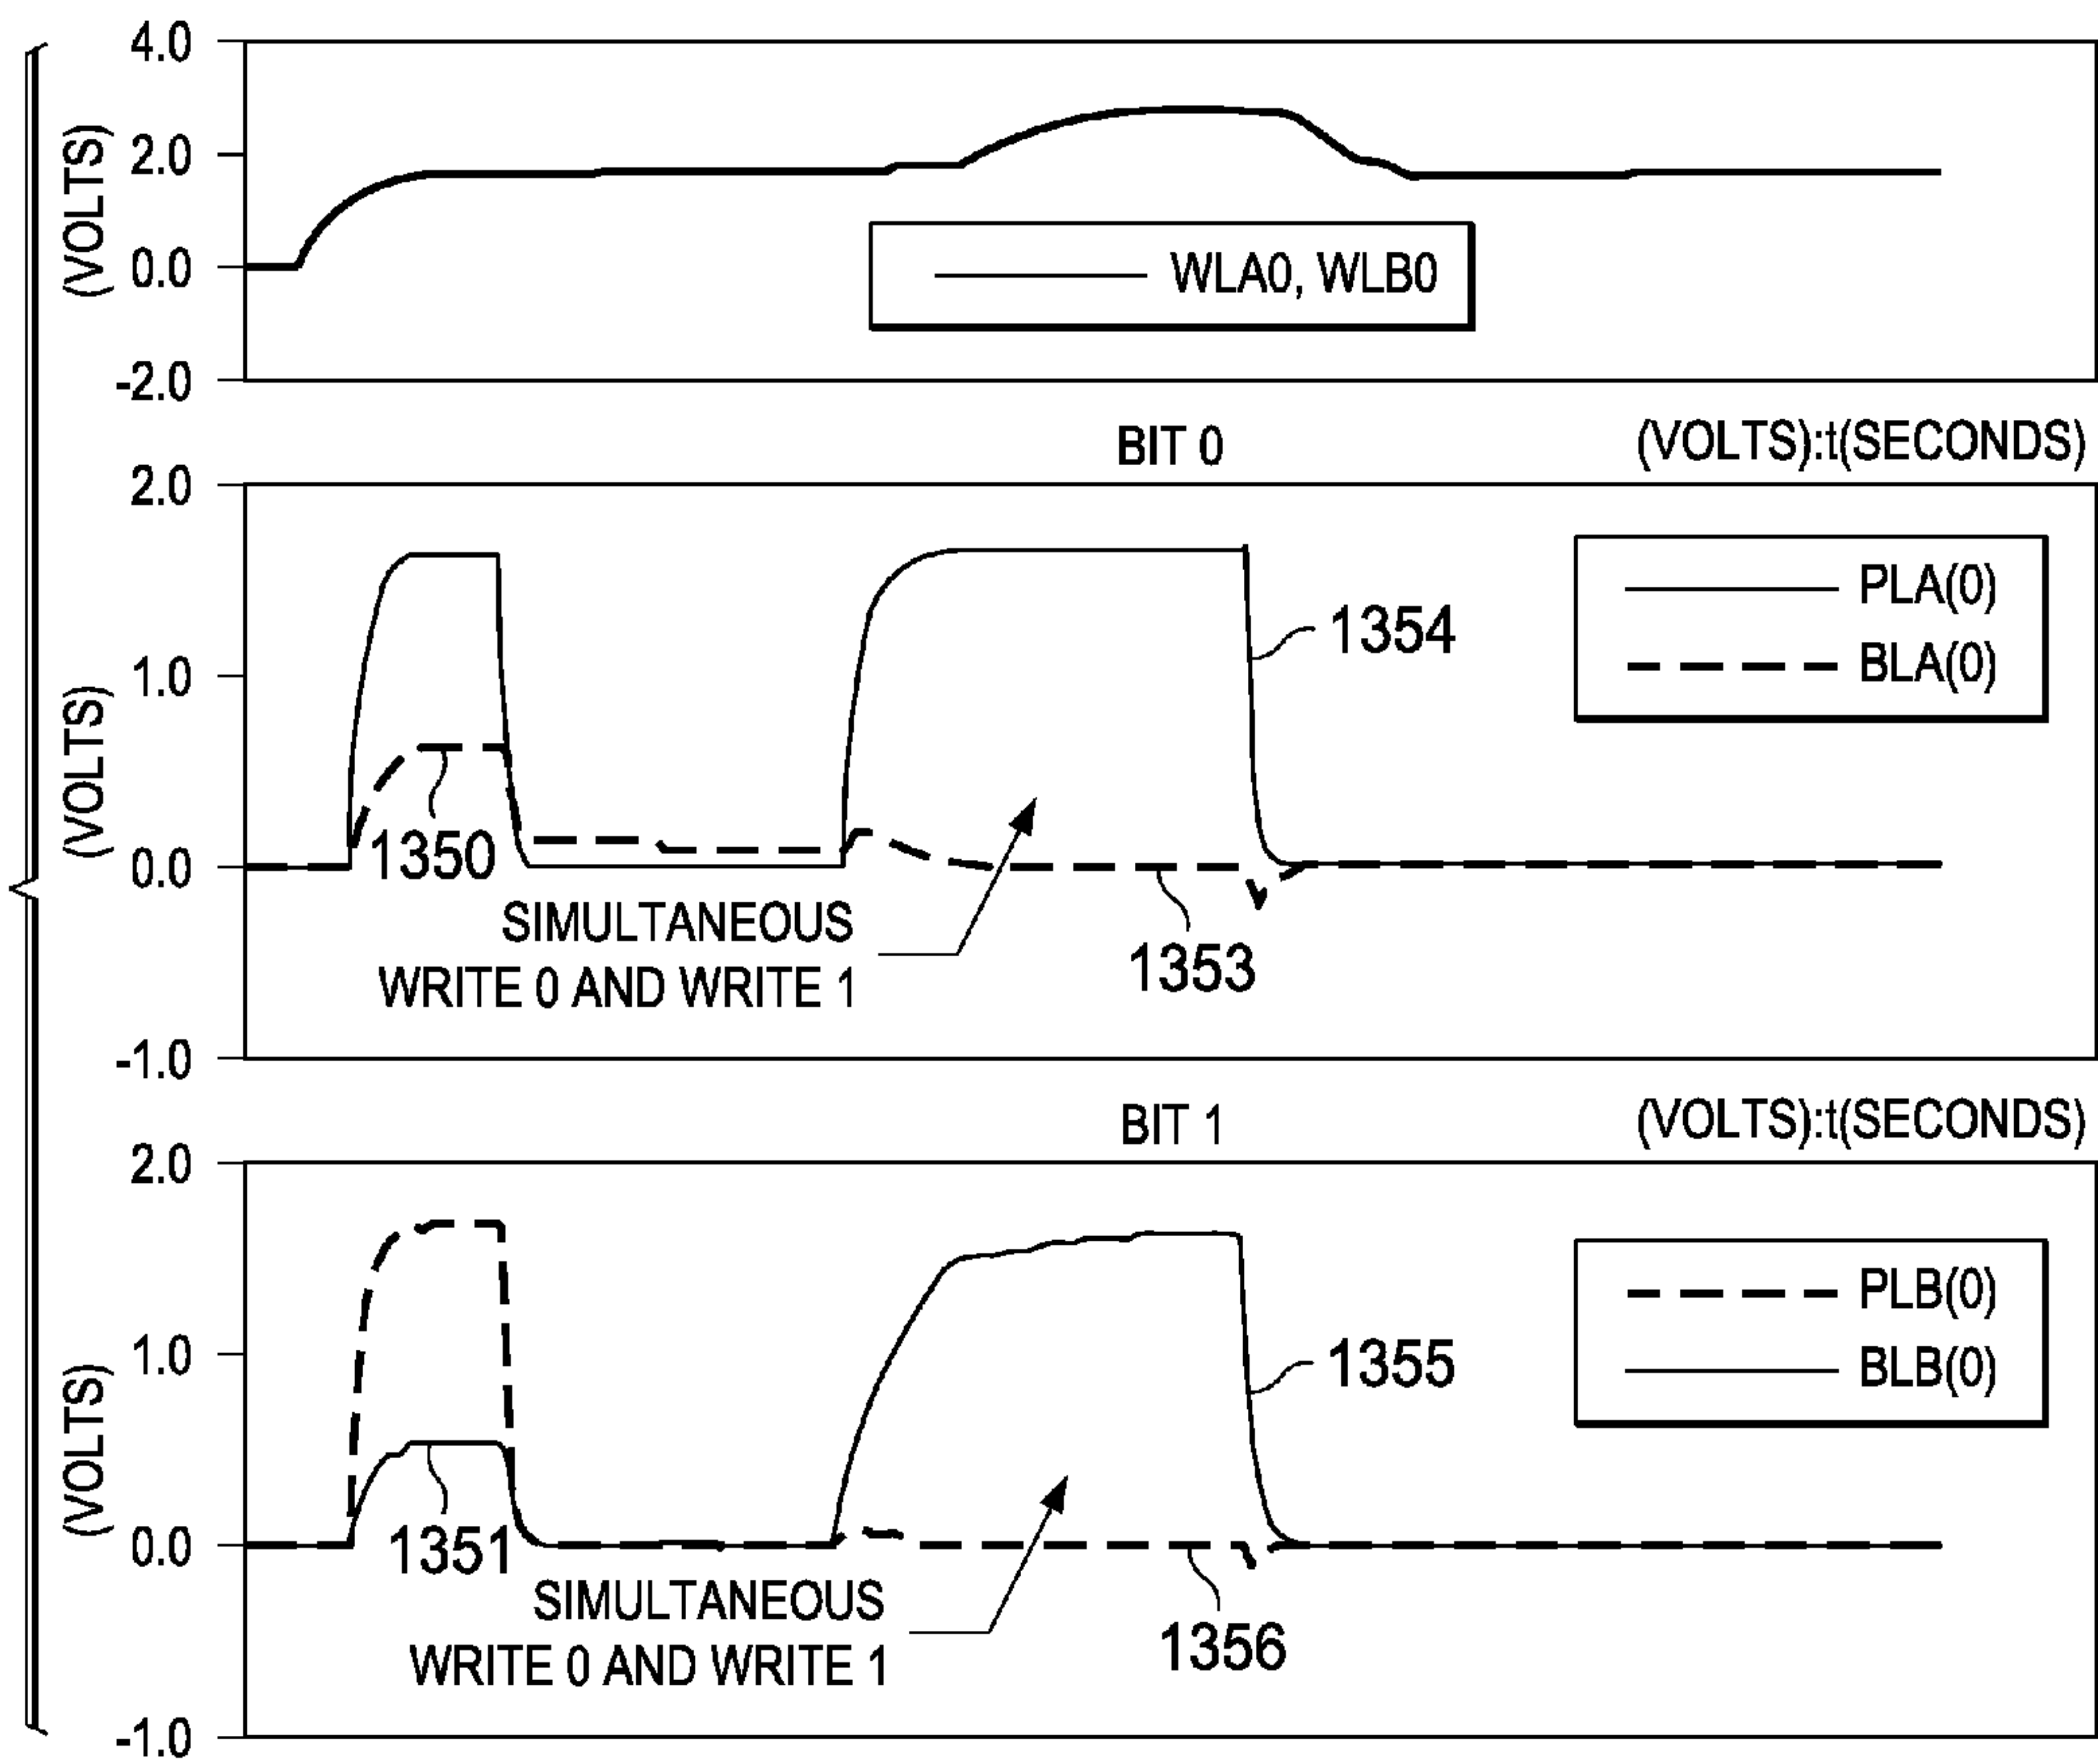 4.0
2.0
0.0
-2.0
(VOLTS)
WLA0, WLB0
BIT 0
(VOLTS):t(SECONDS)
2.0
1.0
0.0
-1.0
(VOLTS)
PLA(0)
BLA(0)
1354
1350
SIMULTANEOUS
WRITE 0 AND WRITE 1
1353
BIT 1
(VOLTS):t(SECONDS)
2.0
1.0
0.0
-1.0
(VOLTS)
PLB(0)
BLB(0)
1355
1351
SIMULTANEOUS
WRITE 0 AND WRITE 1
1356